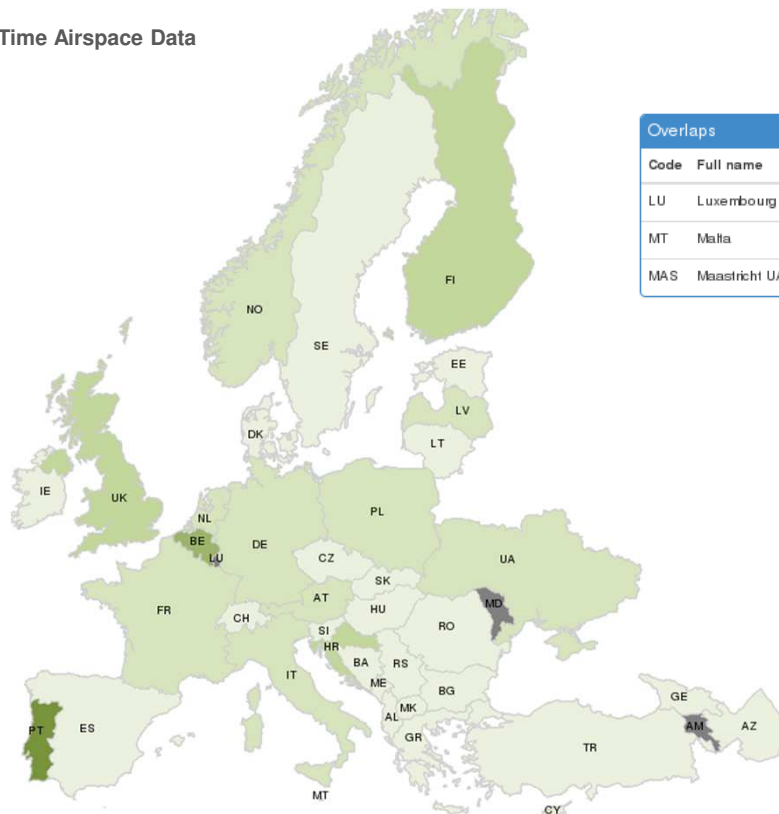 Time Airspace Data
Overlaps
Code Full name
LU Luxembourg
MT Malta
MAS Maastricht UA
NO
FI
SE
EE
LV
DK
LT
IE
UK
NL
PL
BE
DE
LU
CZ
UA
SK
AT
MD
FR
HU
CH
RO
SI
HR
BA
RS
IT
ME
BG
GE
MK
AL
PT
ES
AM
AZ
GR
TR
MT
CY